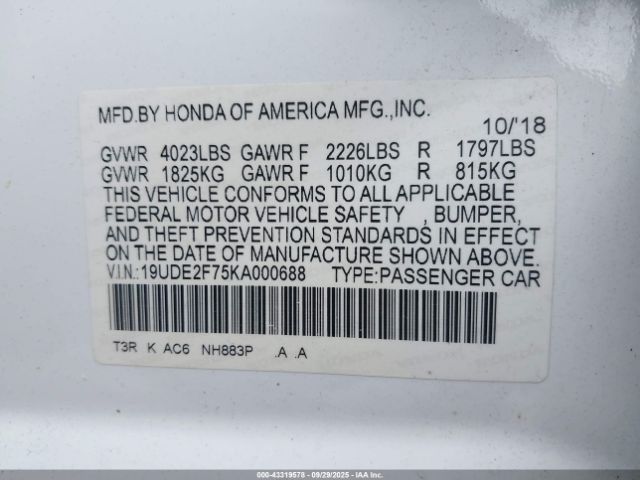 MFD.BY HONDA OF AMERICA MFG.,INC.
10/'18
GVWR 4023LBS GAWR F 2226LBS R 1797LBS
GVWR 1825KG GAWR F 1010KG R 815KG
THIS VEHICLE CONFORMS TO ALL APPLICABLE
FEDERAL MOTOR VEHICLE SAFETY , BUMPER,
AND THEFT PREVENTION STANDARDS IN EFFECT
ON THE DATE OF MANUFACTURE SHOWN ABOVE.
V.I.N.:19UDE2F75KA000688 TYPE:PASSENGER CAR
T3R K AC6 NH883P .A .A
000-43319578 - 09/29/2025 - IAA Inc.